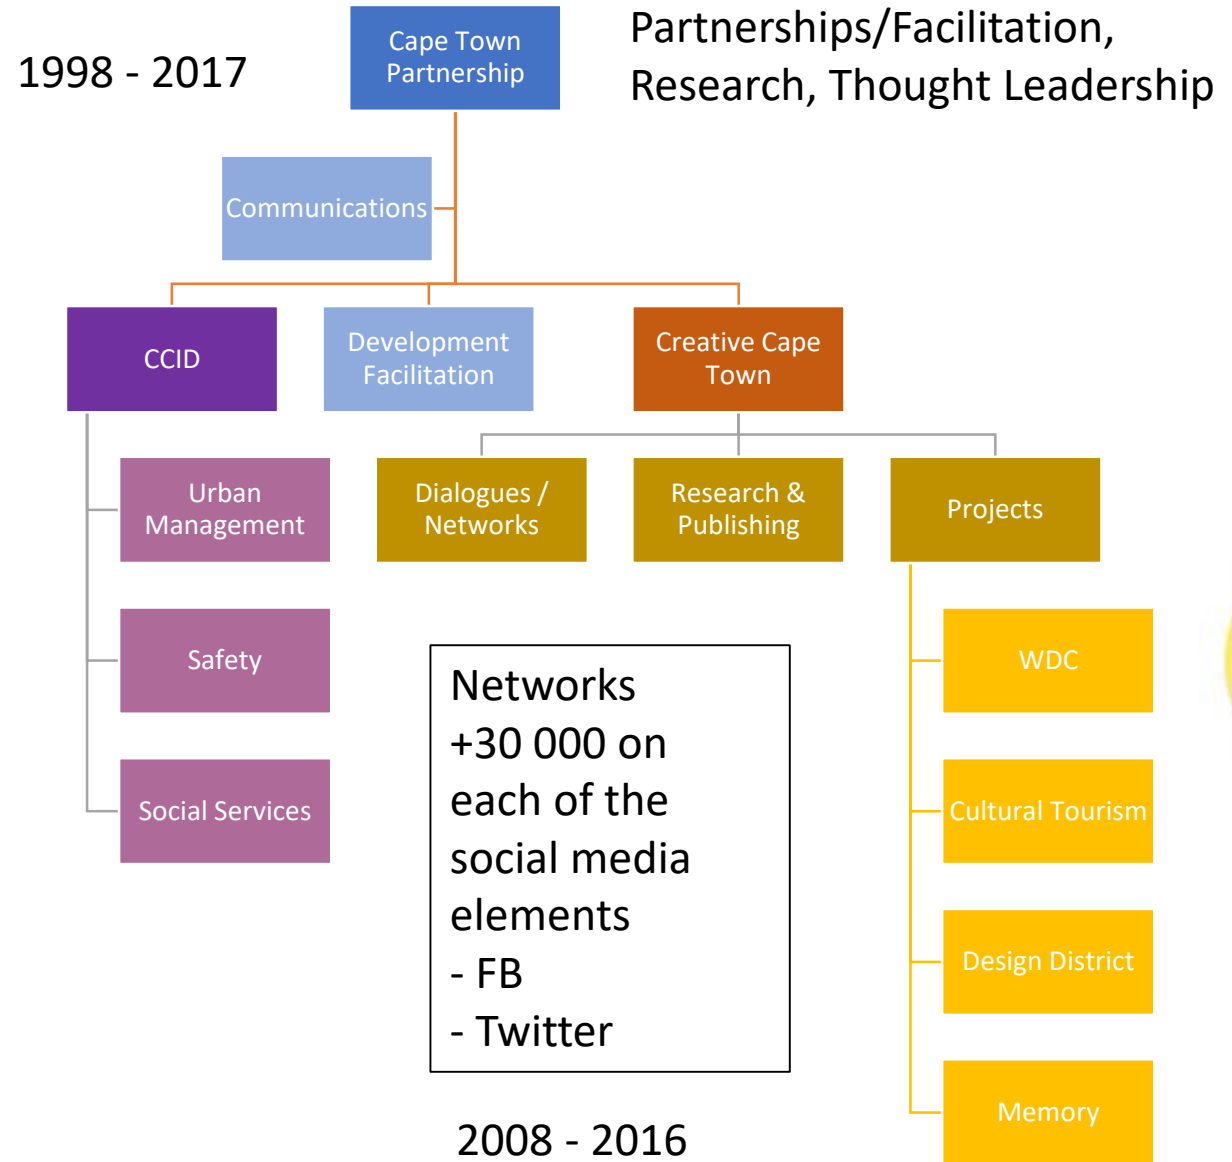 1998 - 2017
Cape Town
Partnership
Partnerships/Facilitation,
Research, Thought Leadership
Communications
CCID
Development
Facilitation
Creative Cape
Town
Urban
Management
Dialogues /
Networks
Research &
Publishing
Projects
Safety
Social Services
Networks
+30 000 on
each of the
social media
elements
- FB
- Twitter
WDC
Cultural Tourism
Design District
Memory
2008 - 2016